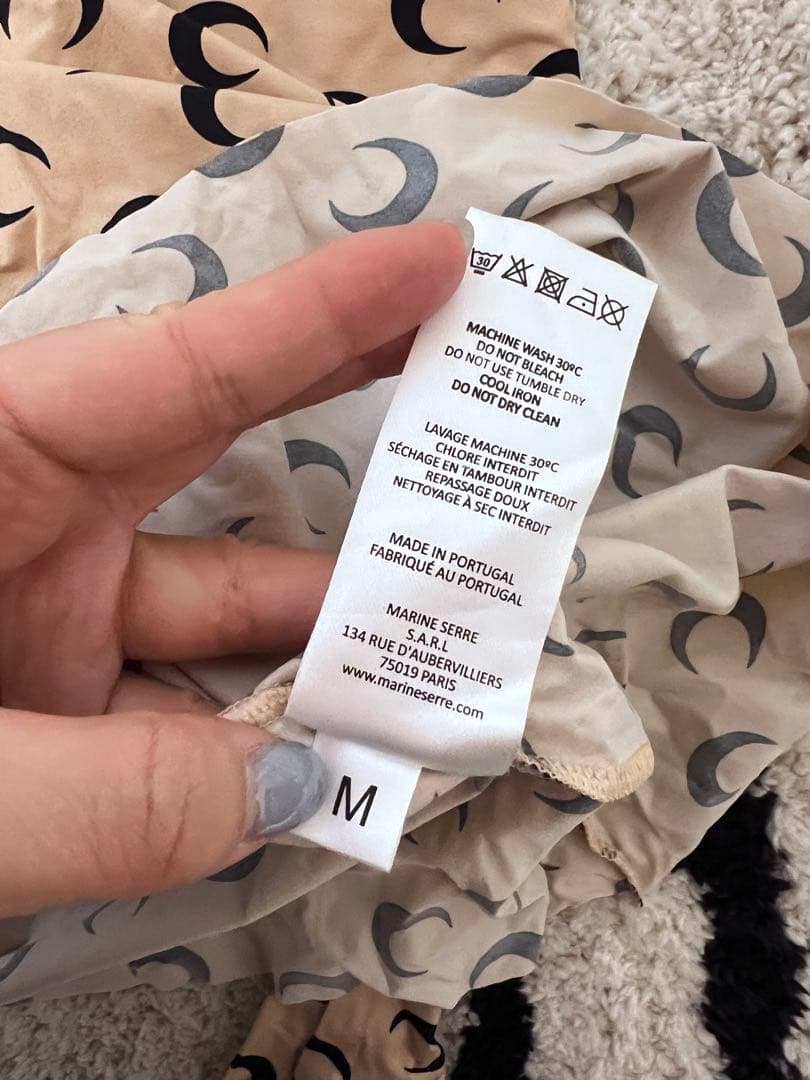 30
MACHINE WASH 30ºC
DO NOT BLEACH
DO NOT USE TUMBLE DRY
COOL IRON
DO NOT DRY CLEAN
LAVAGE MACHINE 30ºC
CHLORE INTERDIT
SÉCHAGE EN TAMBOUR INTERDIT
REPASSAGE DOUX
NETTOYAGE À SEC INTERDIT
MADE IN PORTUGAL
FABRIQUÉ AU PORTUGAL
MARINE SERRE
S.A.R.L
134 RUE D'AUBERVILLIERS
75019 PARIS
www.marineserre.com
M